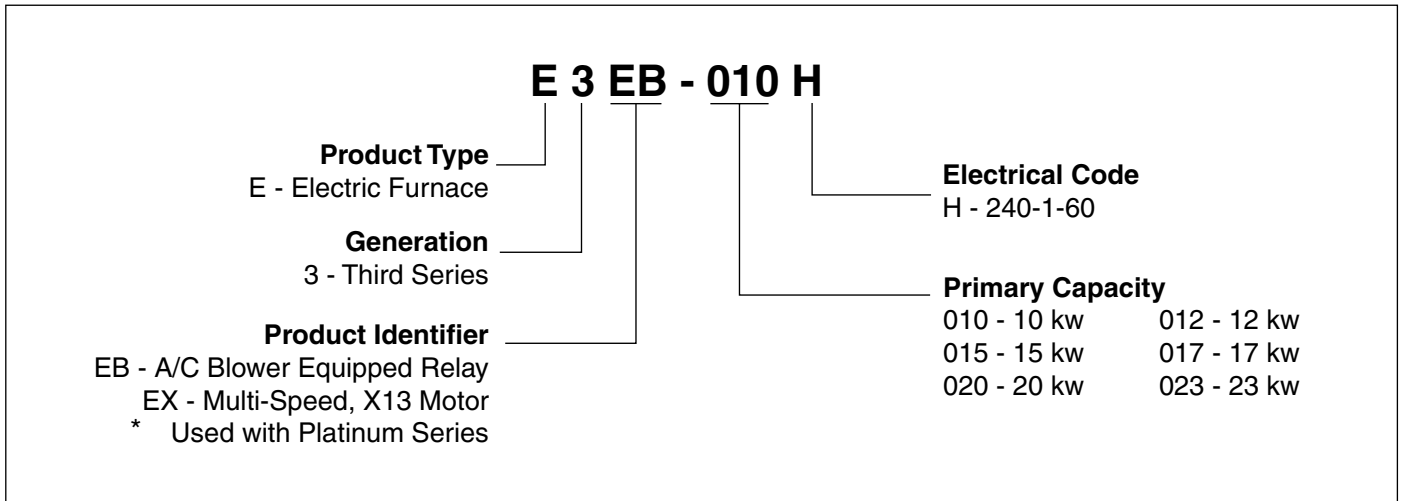 E 3 EB - 010 H
Product Type
E - Electric Furnace
Generation
3 - Third Series
Product Identifier
EB - A/C Blower Equipped Relay
EX - Multi-Speed, X13 Motor
* Used with Platinum Series
Electrical Code
H - 240-1-60
Primary Capacity
010 - 10 kw 012 - 12 kw
015 - 15 kw 017 - 17 kw
020 - 20 kw 023 - 23 kw